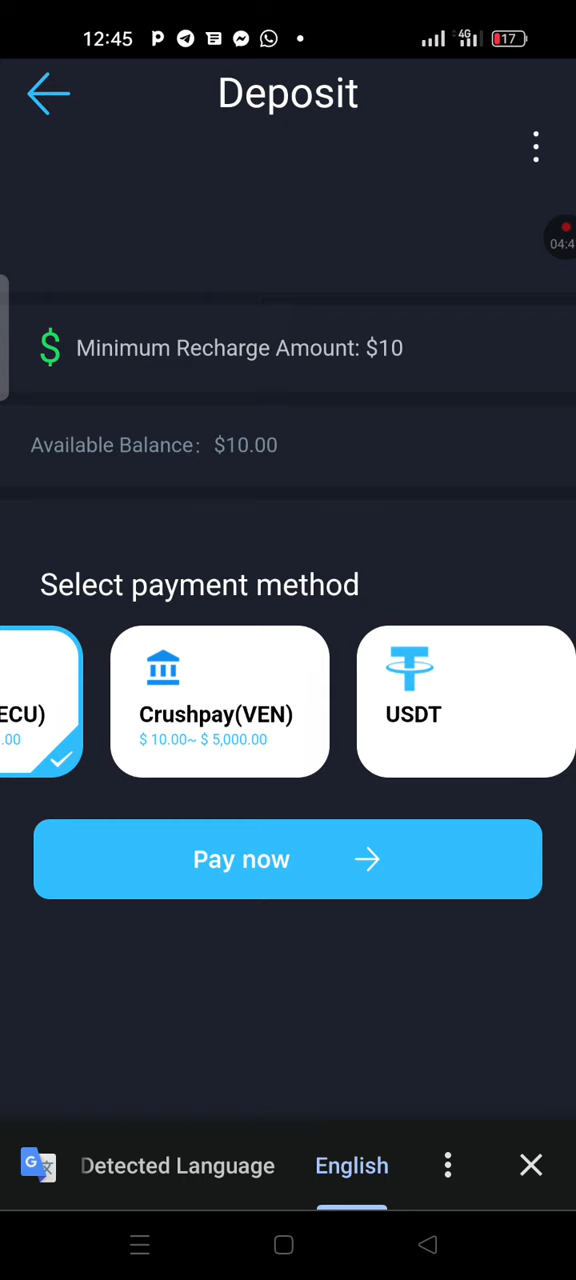 12:45
4G
17
Deposit
04:4
$ Minimum Recharge Amount: $10
Available Balance: $10.00
Select payment method
ECU)
.00
Crushpay(VEN)
$ 10.00~ $ 5,000.00
USDT
Pay now
Detected Language
English